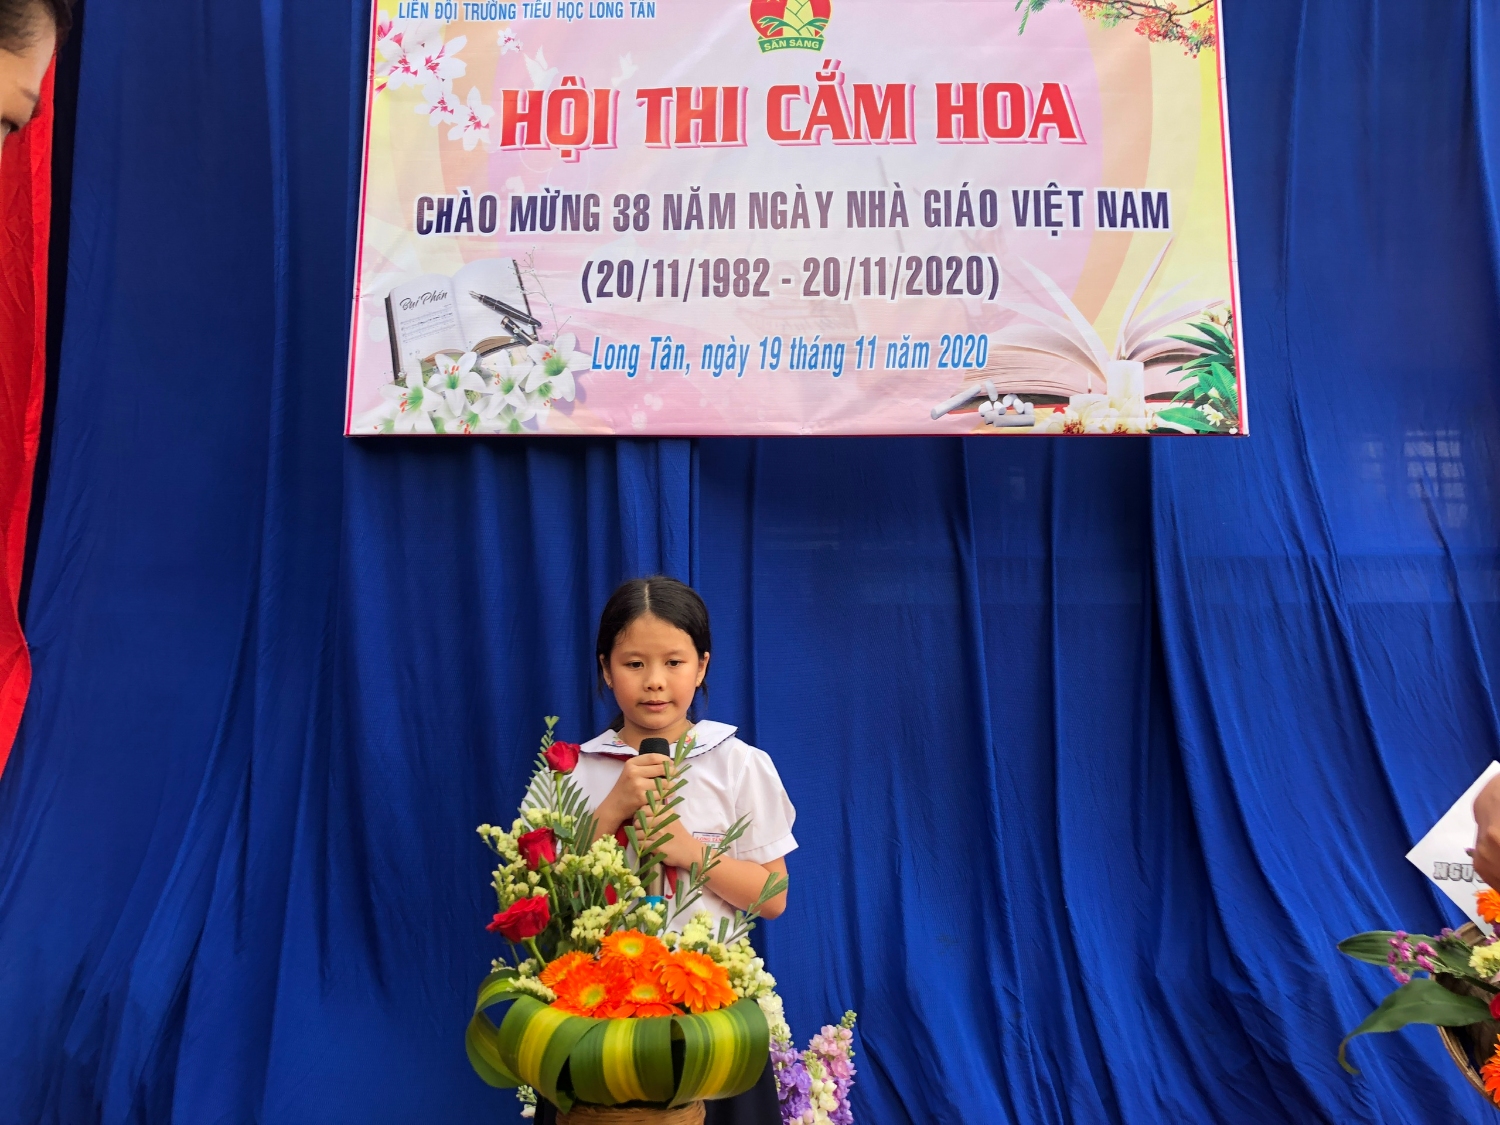 LIÊN ĐỘI TRƯỜNG TIỂU HỌC LONG TÂN
SẴN SÀNG
HỘI THI CẮM HOA
CHÀO MỪNG 38 NĂM NGÀY NHÀ GIÁO VIỆT NAM
(20/11/1982 - 20/11/2020)
Bụi Phấn
Long Tân, ngày 19 tháng 11 năm 2020